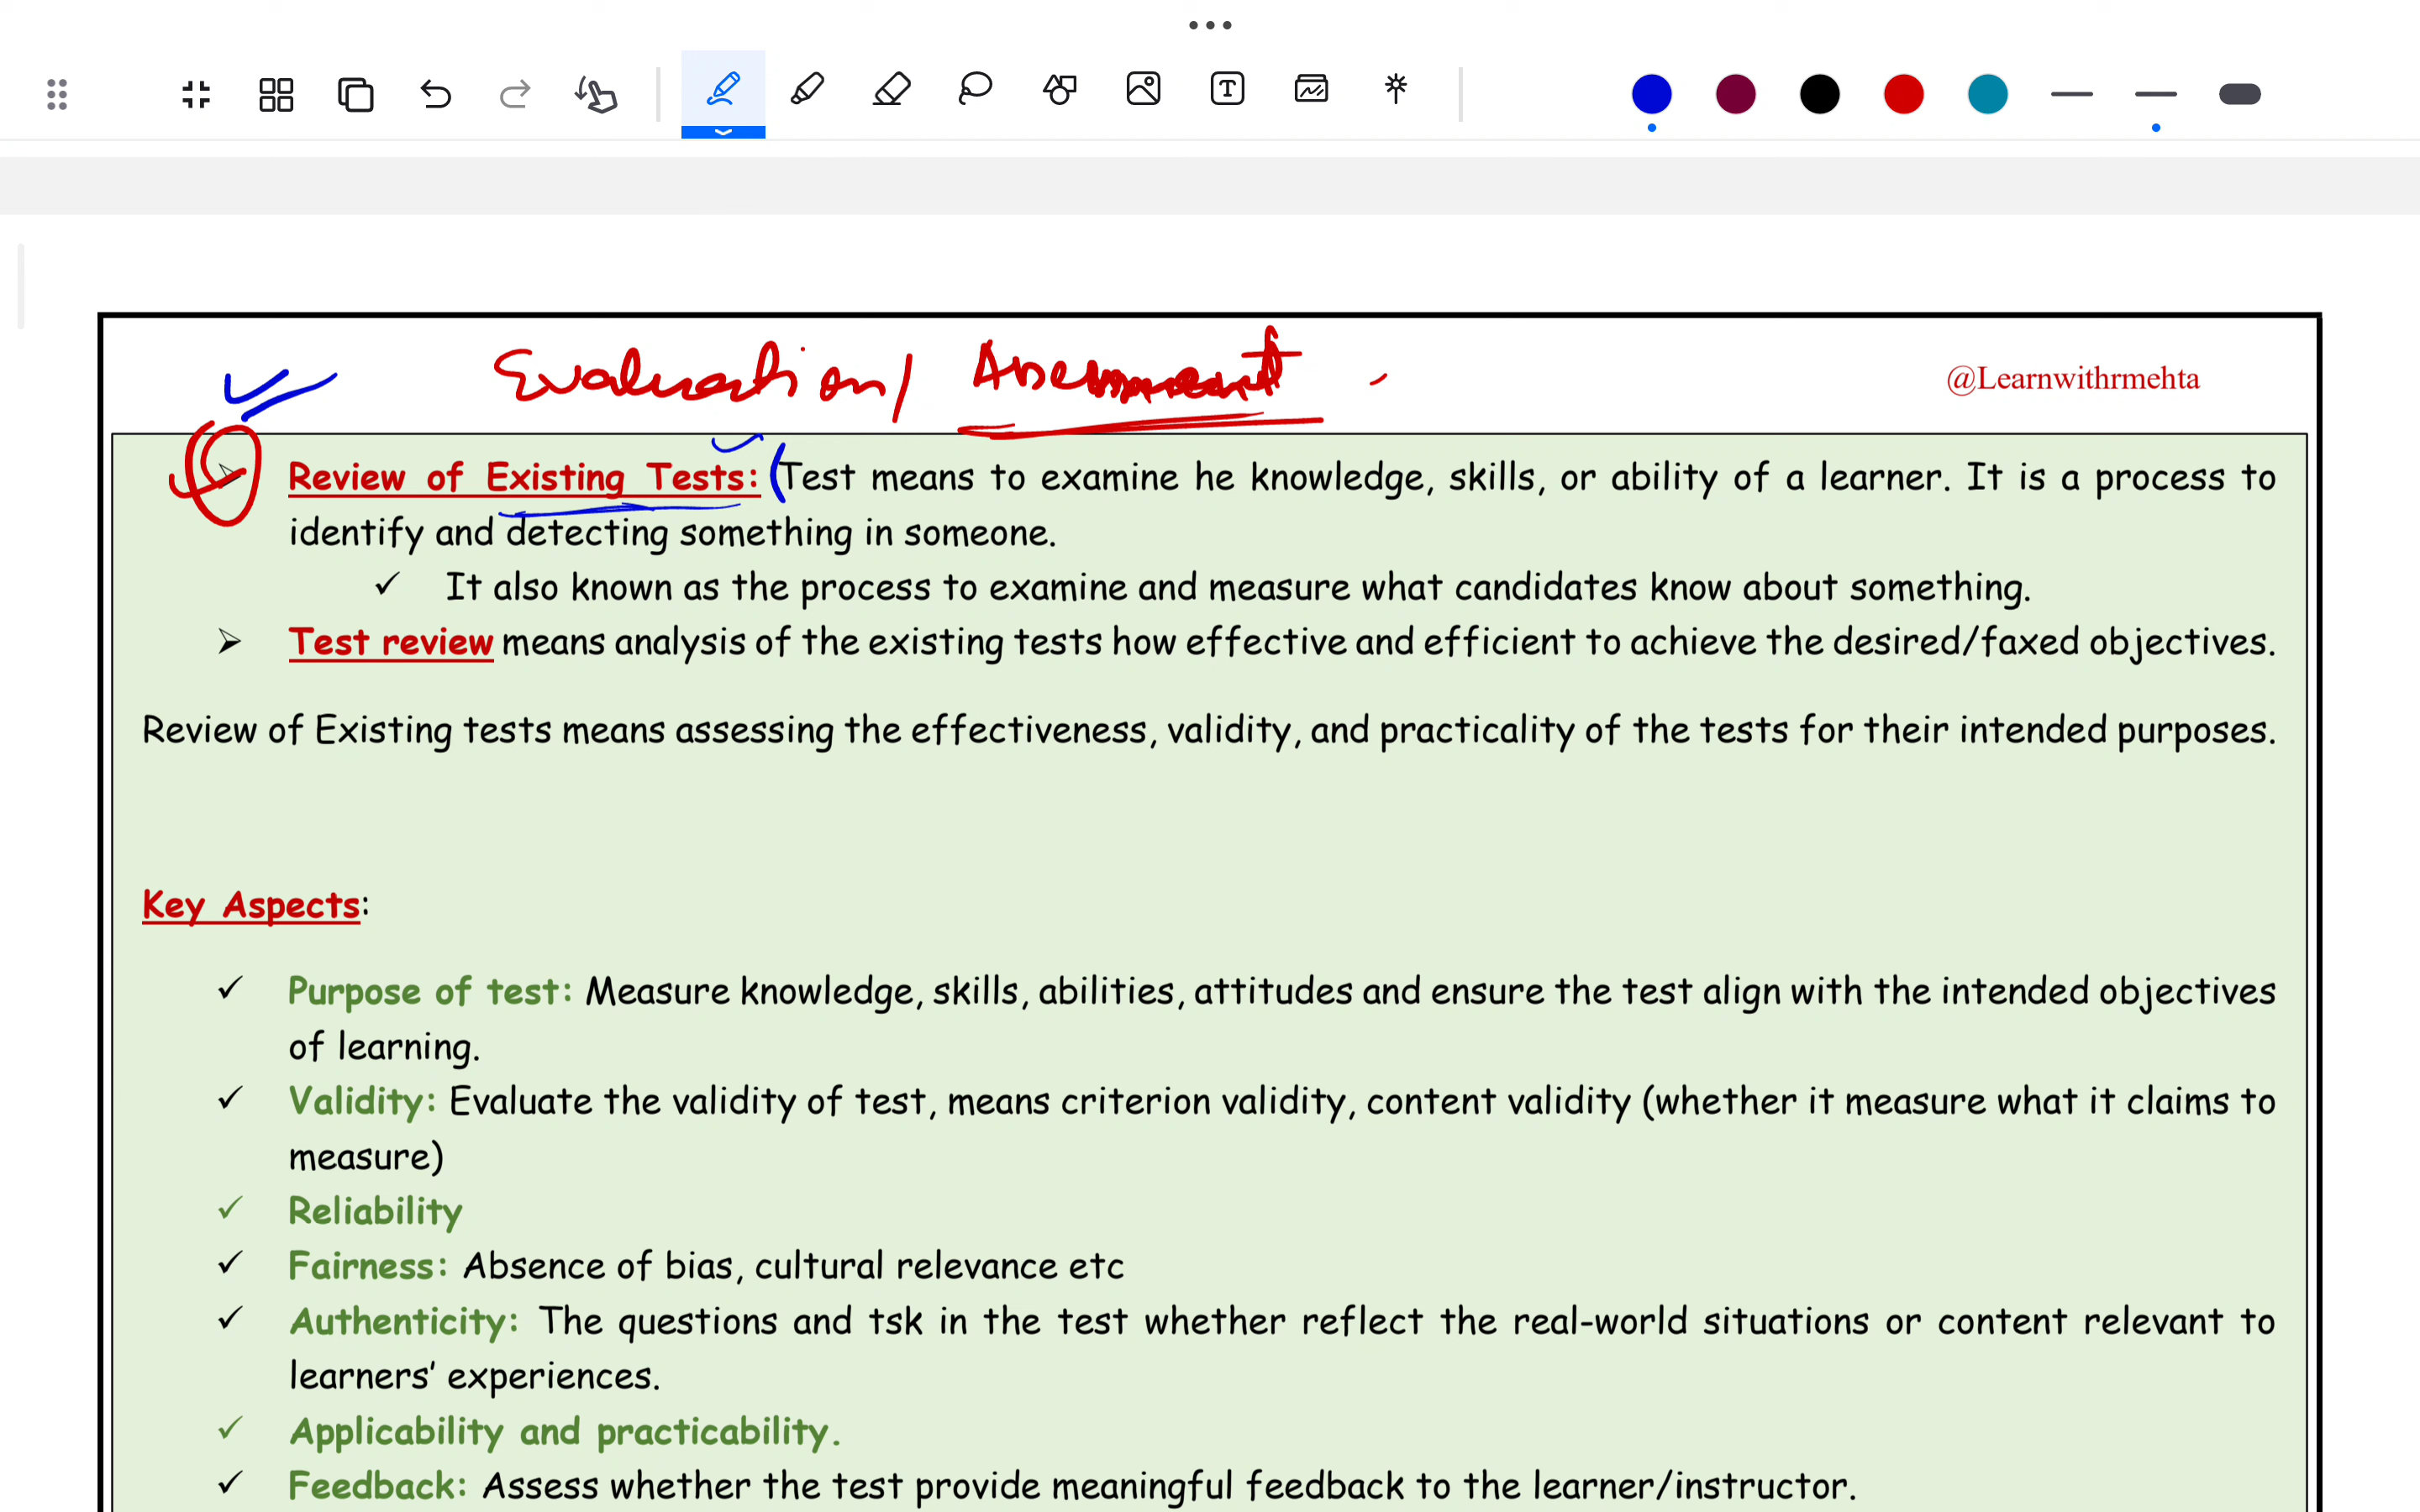 Evaluation/ Assessment
@Learnwithrmehta
➢ Review of Existing Tests: (Test means to examine he knowledge, skills, or ability of a learner. It is a process to
identify and detecting something in someone.
✓ It also known as the process to examine and measure what candidates know about something.
➢ Test review means analysis of the existing tests how effective and efficient to achieve the desired/faxed objectives.
Review of Existing tests means assessing the effectiveness, validity, and practicality of the tests for their intended purposes.
Key Aspects:
✓ Purpose of test: Measure knowledge, skills, abilities, attitudes and ensure the test align with the intended objectives
of learning.
✓ Validity: Evaluate the validity of test, means criterion validity, content validity (whether it measure what it claims to
measure)
✓ Reliability
✓ Fairness: Absence of bias, cultural relevance etc
✓ Authenticity: The questions and tsk in the test whether reflect the real-world situations or content relevant to
learners' experiences.
✓ Applicability and practicability.
✓ Feedback: Assess whether the test provide meaningful feedback to the learner/instructor.